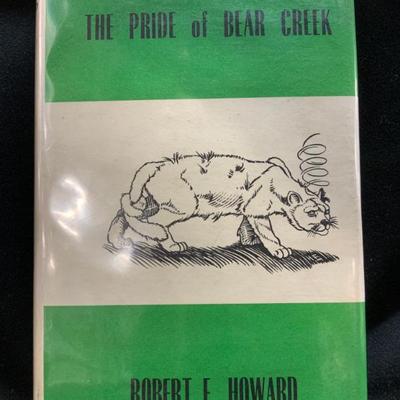 THE PRIDE of BEAR CREEK
ROBERT E. HOWARD